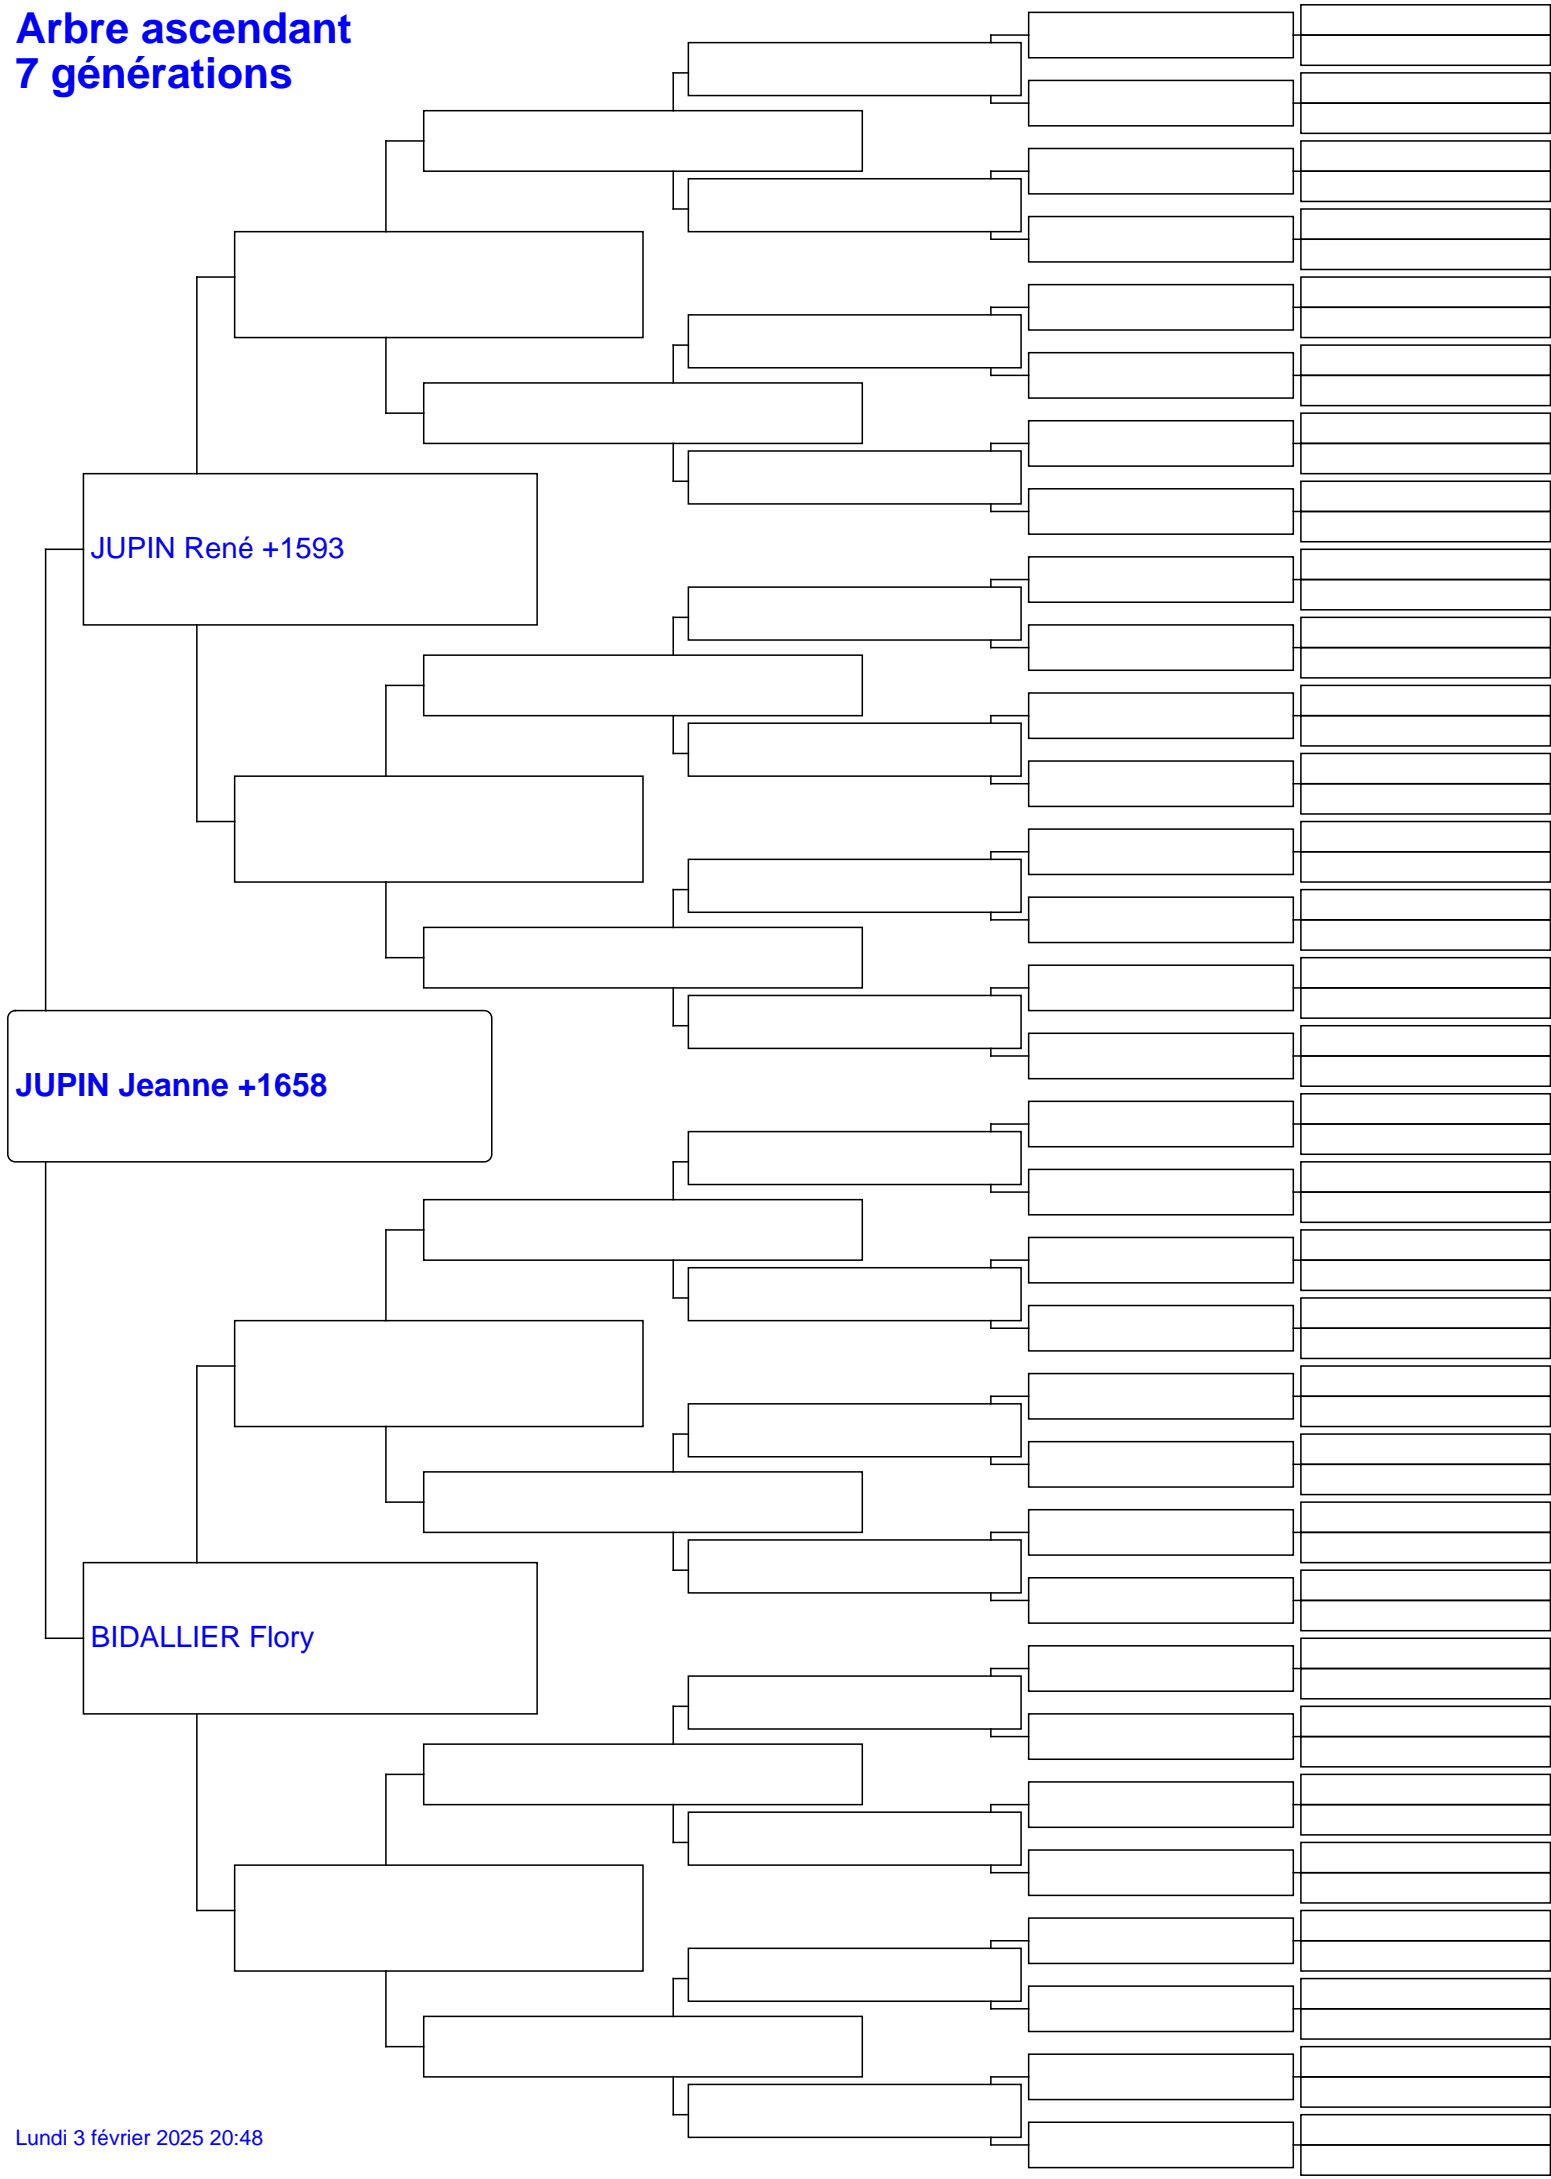 Arbre ascendant
7 générations
JUPIN René +1593
JUPIN Jeanne +1658
BIDALLIER Flory
Lundi 3 février 2025 20:48